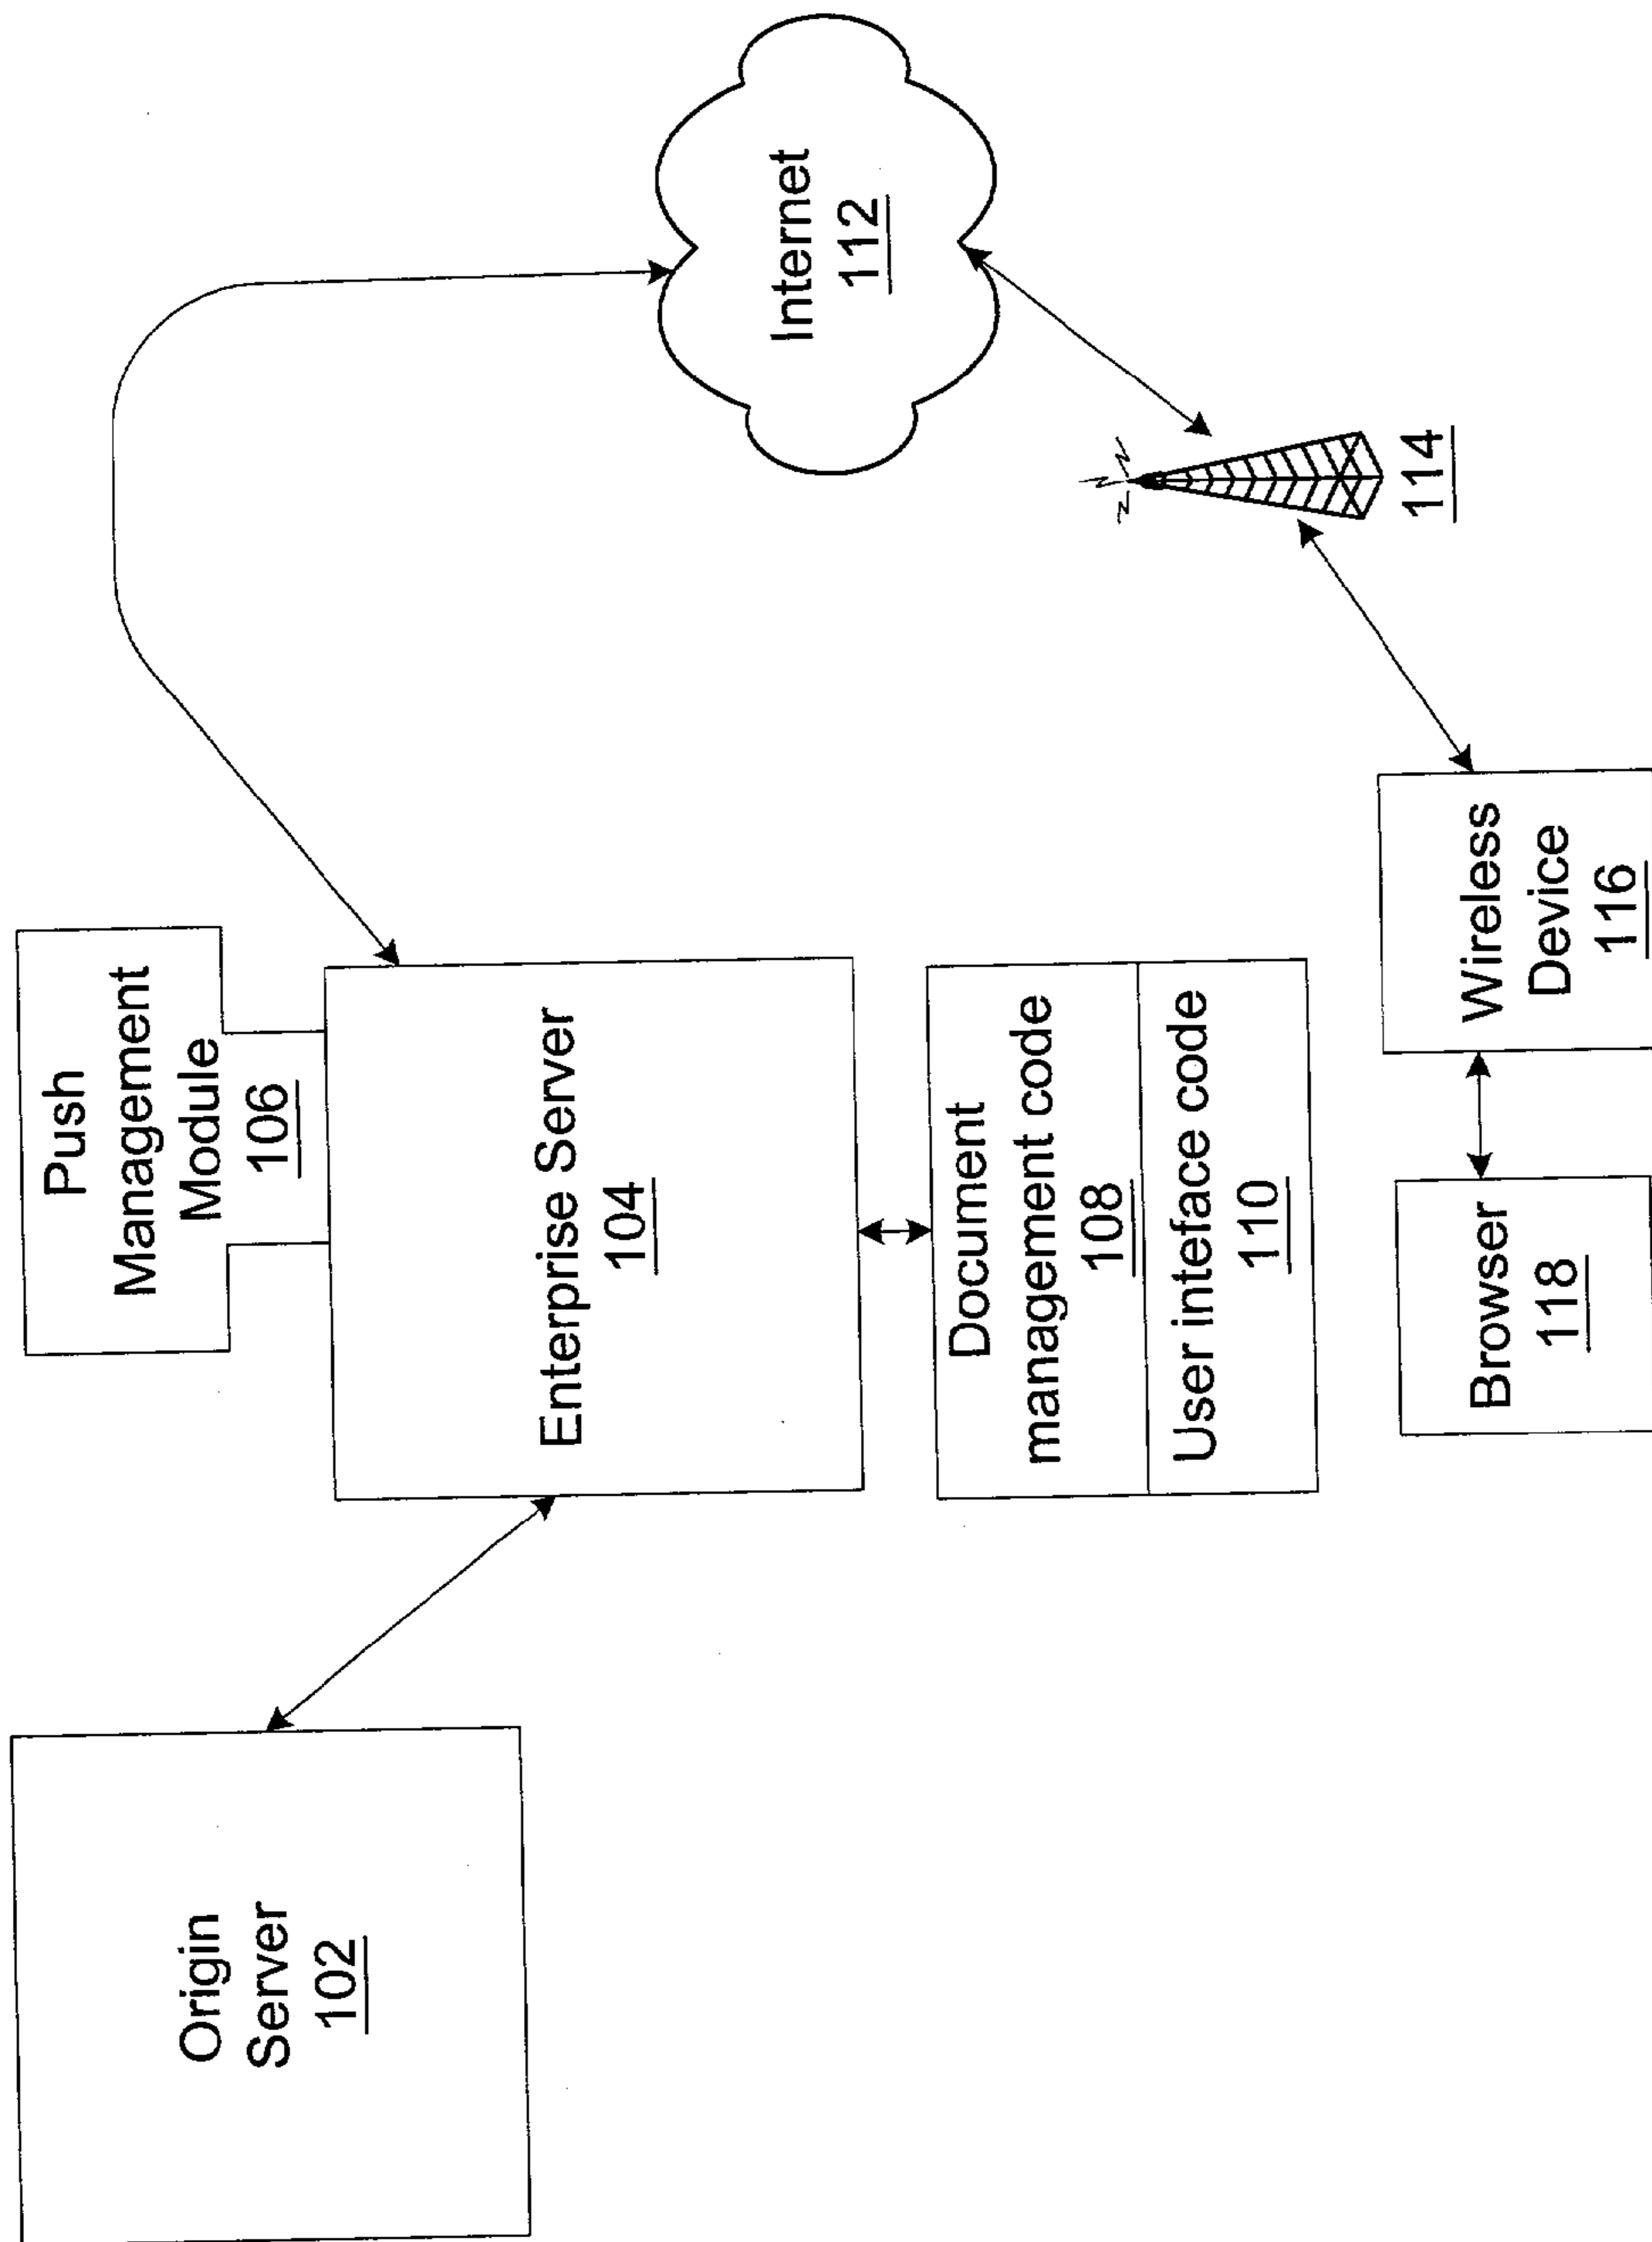 Origin
Server
102
Push
Management
Module
106
Enterprise Server
104
Document
management code
108
User inteface code
110
Internet
112
114
Wireless
Device
116
Browser
118